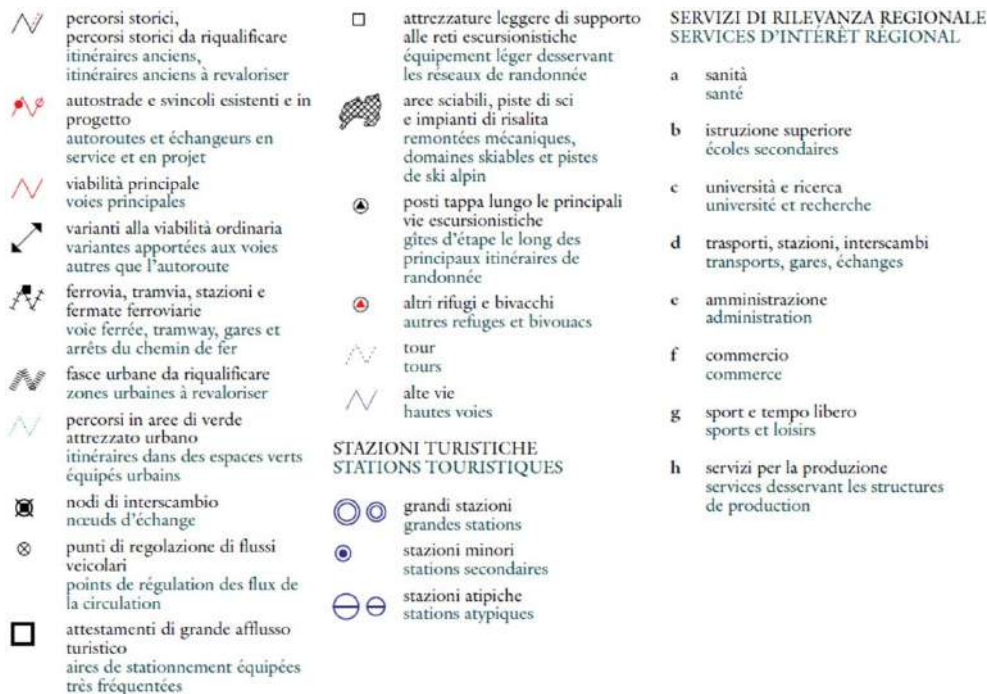 percorsi storici,
percorsi storici da riqualificare
itinéraires anciens,
itinéraires anciens à revaloriser
autostrade e svincoli esistenti e in
progetto
autoroutes et échangeurs en
service et en projet
viabilità principale
voies principales
varianti alla viabilità ordinaria
variantes apportées aux voies
autres que l'autoroute
ferrovia, tramvia, stazioni e
fermate ferroviarie
voie ferrée, tramway, gares et
arrêts du chemin de fer
fasce urbane da riqualificare
zones urbaines à revaloriser
percorsi in aree di verde
attrezzato urbano
itinéraires dans des espaces verts
équipés urbains
nodi di interscambio
nœuds d'échange
punti di regolazione di flussi
veicolari
points de régulation des flux de
la circulation
attestamenti di grande afflusso
turistico
aires de stationnement équipées
très fréquentées
attrezzature leggere di supporto
alle reti escursionistiche
équipement léger desservant
les réseaux de randonnée
aree sciabili, piste di sci
e impianti di risalita
remontées mécaniques,
domaines skiables et pistes
de ski alpin
posti tappa lungo le principali
vie escursionistiche
gîtes d'étape le long des
principaux itinéraires de
randonnée
altri rifugi e bivacchi
autres refuges et bivouacs
tour
tours
alte vie
hautes voies
STAZIONI TURISTICHE
STATIONS TOURISTIQUES
grandi stazioni
grandes stations
stazioni minori
stations secondaires
stazioni atipiche
stations atypiques
SERVIZI DI RILEVANZA REGIONALE
SERVICES D'INTÉRÊT RÉGIONAL
a sanità
santé
b istruzione superiore
écoles secondaires
c università e ricerca
université et recherche
d trasporti, stazioni, interscambi
transports, gares, échanges
e amministrazione
administration
f commercio
commerce
g sport e tempo libero
sports et loisirs
h servizi per la produzione
services desservant les structures
de production